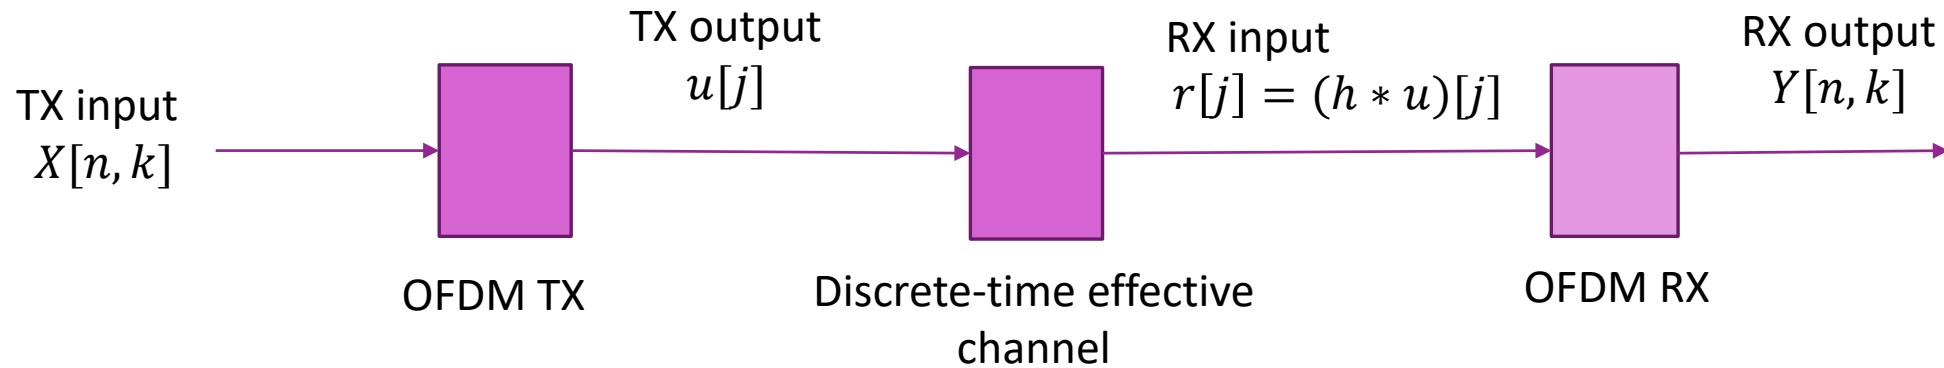 TX input
X[n, k]
OFDM TX
TX output
u[j]
Discrete-time effective
channel
RX input
r[j] = (h ∗ u)[j]
OFDM RX
RX output
Y[n, k]